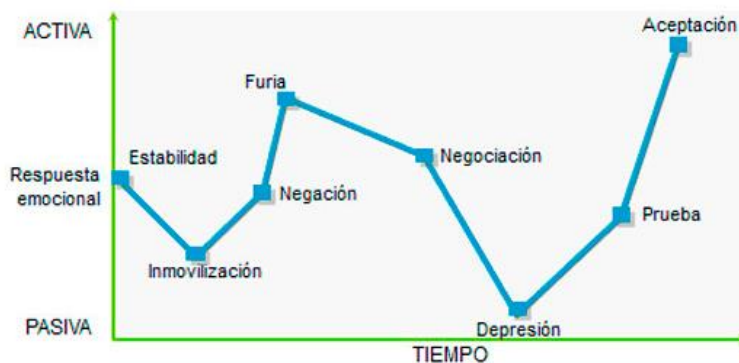 ACTIVA
Aceptación
Furia
Estabilidad
Negociación
Respuesta
emocional
Negación
Prueba
Inmovilización
PASIVA
Depresión
TIEMPO